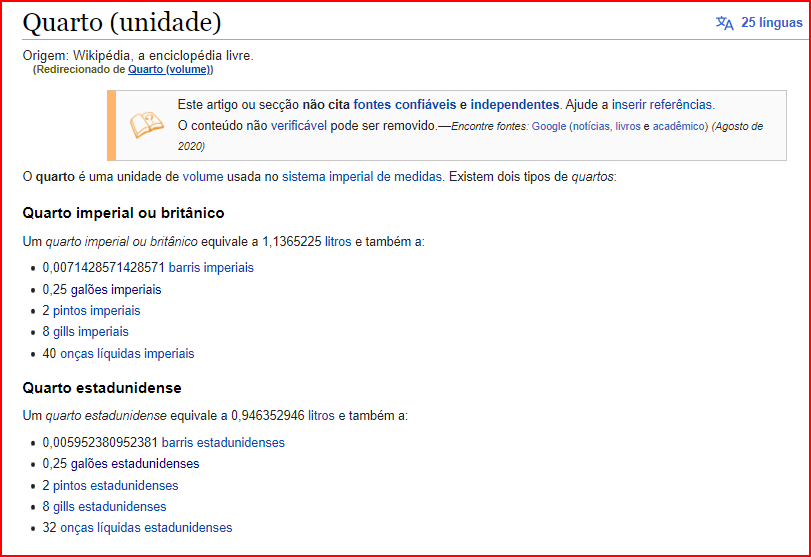 Quarto (unidade)
25 línguas
Origem: Wikipédia, a enciclopédia livre.
(Redirecionado de Quarto (volume))
Este artigo ou secção não cita fontes confiáveis e independentes. Ajude a inserir referências.
O conteúdo não verificável pode ser removido.—Encontre fontes: Google (notícias, livros e acadêmico) (Agosto de
2020)
O quarto é uma unidade de volume usada no sistema imperial de medidas. Existem dois tipos de quartos:
Quarto imperial ou britânico
Um quarto imperial ou britânico equivale a 1,1365225 litros e também a:
• 0,0071428571428571 barris imperiais
• 0,25 galões imperiais
• 2 pintos imperiais
• 8 gills imperiais
• 40 onças líquidas imperiais
Quarto estadunidense
Um quarto estadunidense equivale a 0,946352946 litros e também a:
• 0,005952380952381 barris estadunidenses
• 0,25 galões estadunidenses
• 2 pintos estadunidenses
• 8 gills estadunidenses
• 32 onças líquidas estadunidenses